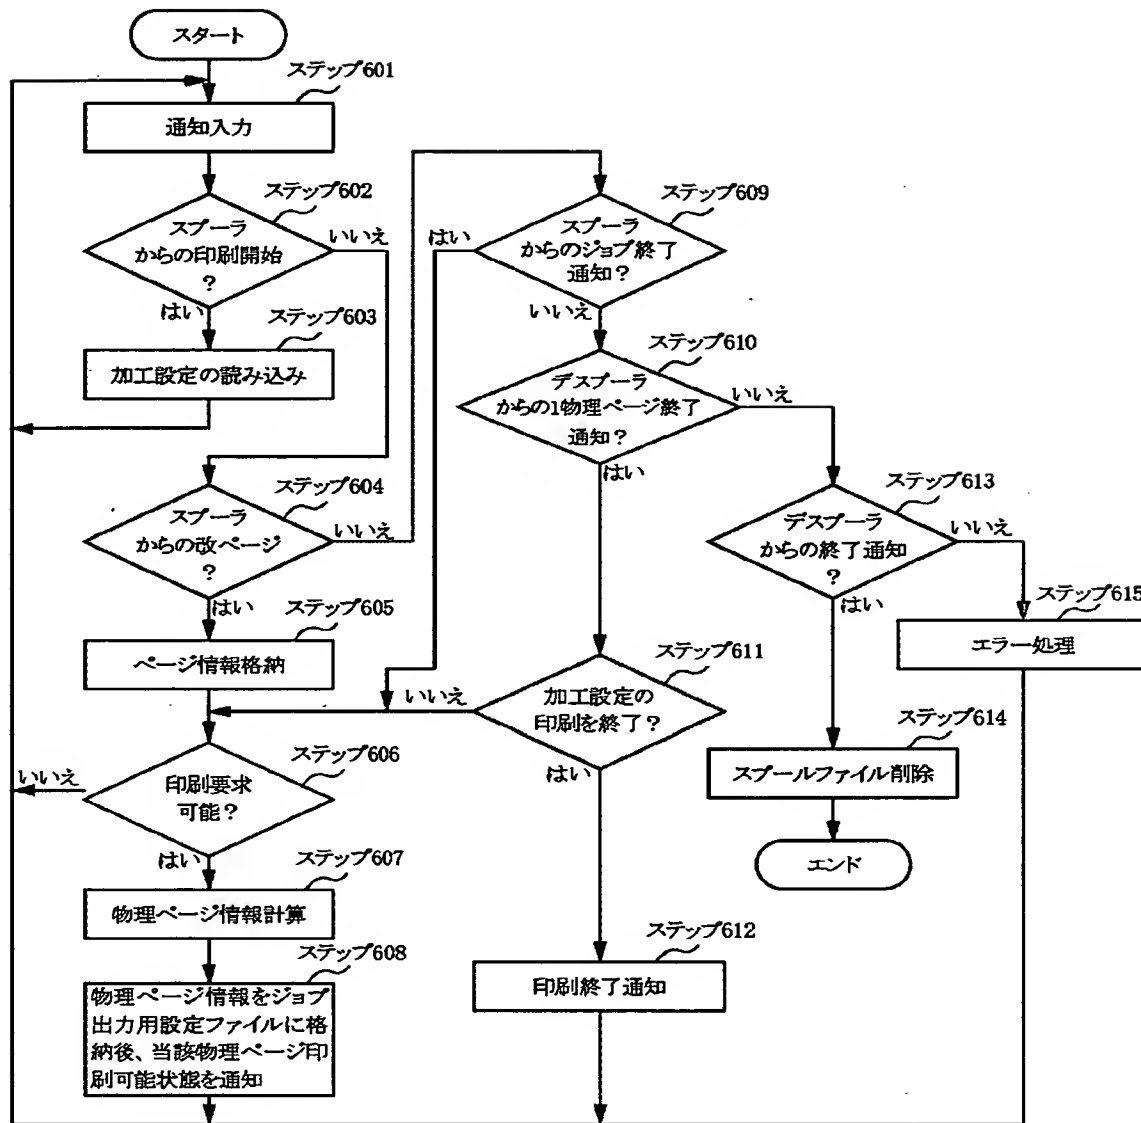 スタート
ステップ601
通知入力
ステップ602
スプーラ
からの印刷開始
?
いいえ
はい
ステップ603
加工設定の読み込み
ステップ604
スプーラ
からの改ページ
?
いいえ
はい
ステップ605
ページ情報格納
ステップ606
印刷要求
可能?
いいえ
はい
ステップ607
物理ページ情報計算
ステップ608
物理ページ情報をジョブ
出力用設定ファイルに格
納後、当該物理ページ印
刷可能状態を通知
ステップ609
スプーラ
からのジョブ終了
通知?
はい
いいえ
ステップ610
デスプーラ
からの1物理ページ終了
通知?
いいえ
はい
ステップ611
加工設定の
印刷を終了?
いいえ
はい
ステップ612
印刷終了通知
ステップ613
デスプーラ
からの終了通知
?
いいえ
はい
ステップ614
スプールファイル削除
エンド
ステップ615
エラー処理